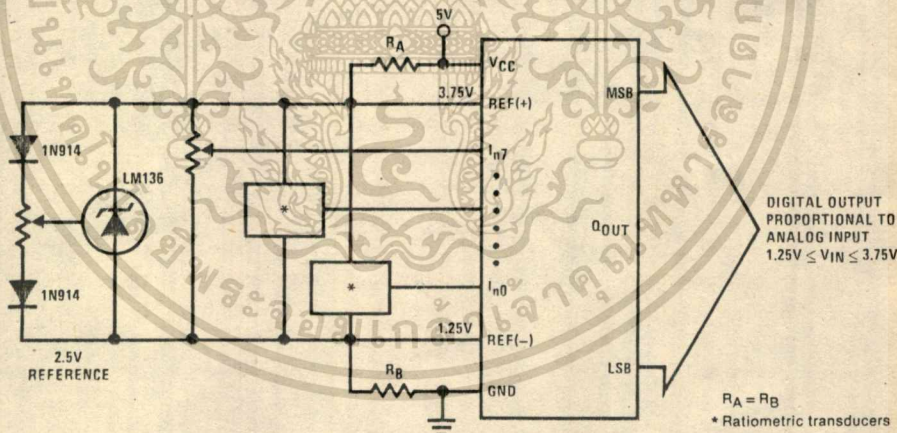 5V
RA
VCC
3.75V
REF(+)
MSB
1N914
In7
LM136
*
QOUT
DIGITAL OUTPUT
PROPORTIONAL TO
ANALOG INPUT
1.25V ≤ VIN ≤ 3.75V
*
1N914
In0
1.25V
REF(−)
2.5V
REFERENCE
RB
GND
LSB
RA = RB
* Ratiometric transducers